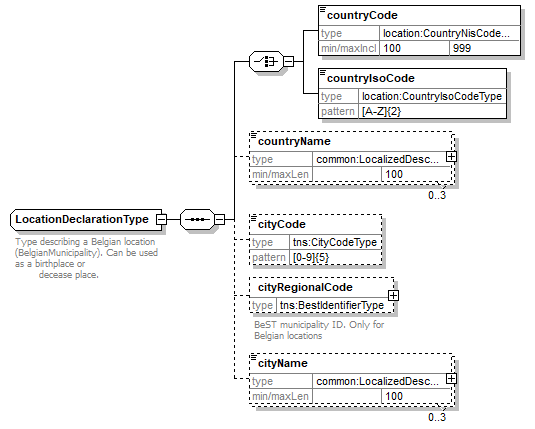 countryCode
type location:CountryNisCode...
min/maxIncl 100 999
countryIsoCode
type location:CountryIsoCodeType
pattern [A-Z]{2}
countryName
type common:LocalizedDesc...
min/maxLen 100
0..3
LocationDeclarationType
Type describing a Belgian location
(BelgianMunicipality). Can be used
as a birthplace or
decease place.
cityCode
type tns:CityCodeType
pattern [0-9]{5}
cityRegionalCode
type tns:BestIdentifierType
BeST municipality ID. Only for
Belgian locations
cityName
type common:LocalizedDesc...
min/maxLen 100
0..3